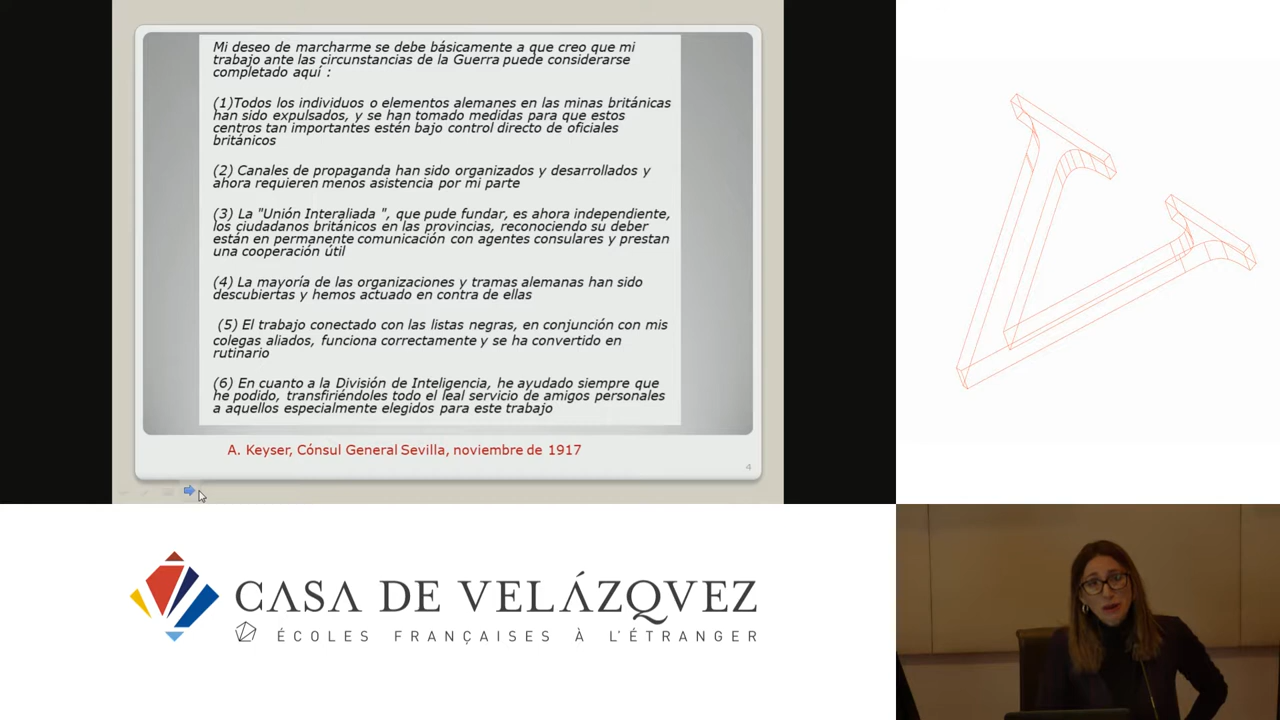 Mi deseo de marcharme se debe básicamente a que creo que mi
trabajo ante las circunstancias de la Guerra puede considerarse
completado aquí :
(1)Todos los individuos o elementos alemanes en las minas británicas
han sido expulsados, y se han tomado medidas para que estos
centros tan importantes estén bajo control directo de oficiales
británicos
(2) Canales de propaganda han sido organizados y desarrollados y
ahora requieren menos asistencia por mi parte
(3) La "Unión Interaliada ", que pude fundar, es ahora independiente,
los ciudadanos británicos en las provincias, reconociendo su deber
están en permanente comunicación con agentes consulares y prestan
una cooperación útil
(4) La mayoría de las organizaciones y tramas alemanas han sido
descubiertas y hemos actuado en contra de ellas
(5) El trabajo conectado con las listas negras, en conjunción con mis
colegas aliados, funciona correctamente y se ha convertido en
rutinario
(6) En cuanto a la División de Inteligencia, he ayudado siempre que
he podido, transfiriéndoles todo el leal servicio de amigos personales
a aquellos especialmente elegidos para este trabajo
A. Keyser, Cónsul General Sevilla, noviembre de 1917
4
CASA DE VELÁZQVEZ
ÉCOLES FRANÇAISES À L'ÉTRANGER